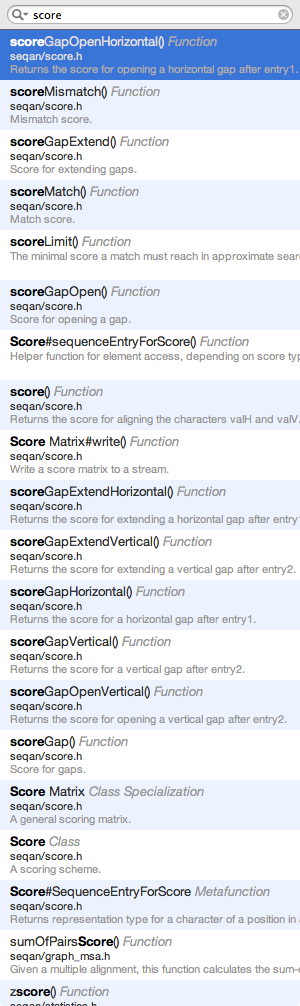 score
scoreGapOpenHorizontal() Function
seqan/score.h
Returns the score for opening a horizontal gap after entry1.
scoreMismatch() Function
seqan/score.h
Mismatch score.
scoreGapExtend() Function
seqan/score.h
Score for extending gaps.
scoreMatch() Function
seqan/score.h
Match score.
scoreLimit() Function
The minimal score a match must reach in approximate sear
scoreGapOpen() Function
seqan/score.h
Score for opening a gap.
Score#sequenceEntryForScore() Function
Helper function for element access, depending on score typ
score() Function
seqan/score.h
Returns the score for aligning the characters valH and valV.
Score Matrix#write() Function
seqan/score.h
Write a score matrix to a stream.
scoreGapExtendHorizontal() Function
seqan/score.h
Returns the score for extending a horizontal gap after entry
scoreGapExtendVertical() Function
seqan/score.h
Returns the score for extending a vertical gap after entry2.
scoreGapHorizontal() Function
seqan/score.h
Returns the score for a horizontal gap after entry1.
scoreGapVertical() Function
seqan/score.h
Returns the score for a vertical gap after entry2.
scoreGapOpenVertical() Function
seqan/score.h
Returns the score for opening a vertical gap after entry2.
scoreGap() Function
seqan/score.h
Score for gaps.
Score Matrix Class Specialization
seqan/score.h
A general scoring matrix.
Score Class
seqan/score.h
A scoring scheme.
Score#SequenceEntryForScore Metafunction
seqan/score.h
Returns representation type for a character of a position in
sumOfPairsScore() Function
seqan/graph_msa.h
Given a multiple alignment, this function calculates the sum-
zscore() Function
seqan/statistics.h